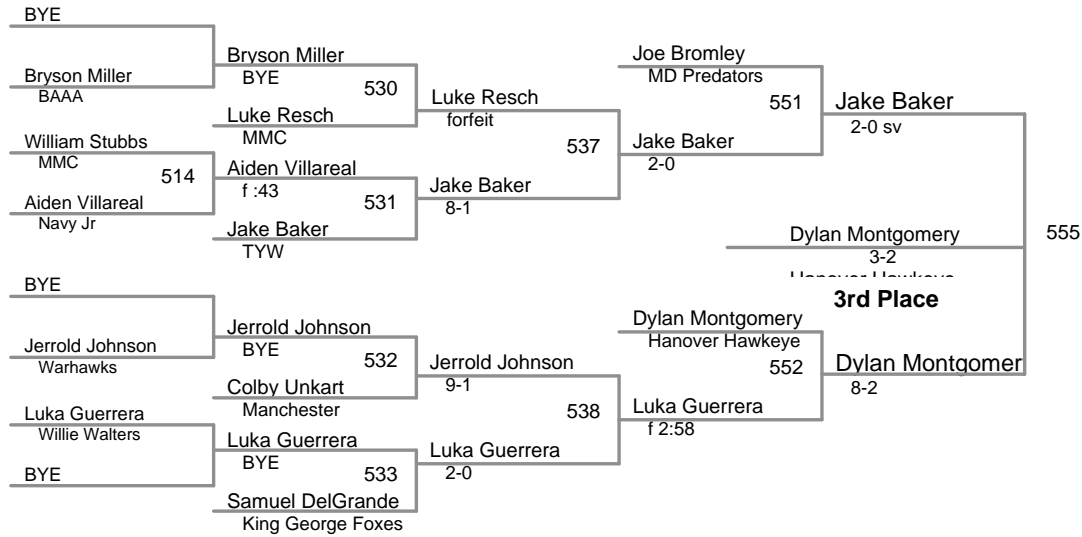 BYE
Bryson Miller
BAAA
William Stubbs
MMC
514
Aiden Villareal
Navy Jr
BYE
Jerrold Johnson
Warhawks
Luka Guerrera
Willie Walters
BYE
Bryson Miller
BYE
530
Luke Resch
MMC
Aiden Villareal
f :43
531
Jake Baker
TYW
Jerrold Johnson
BYE
532
Colby Unkart
Manchester
Luka Guerrera
BYE
533
Samuel DelGrande
King George Foxes
Luke Resch
forfeit
537
Jake Baker
8-1
Jerrold Johnson
9-1
538
Luka Guerrera
2-0
Joe Bromley
MD Predators
551
Jake Baker
2-0
Dylan Montgomery
Hanover Hawkeye
552
Luka Guerrera
f 2:58
Jake Baker
2-0 sv
555
Dylan Montgomer
8-2
Dylan Montgomery
3-2
Hanover Hawkeye
3rd Place